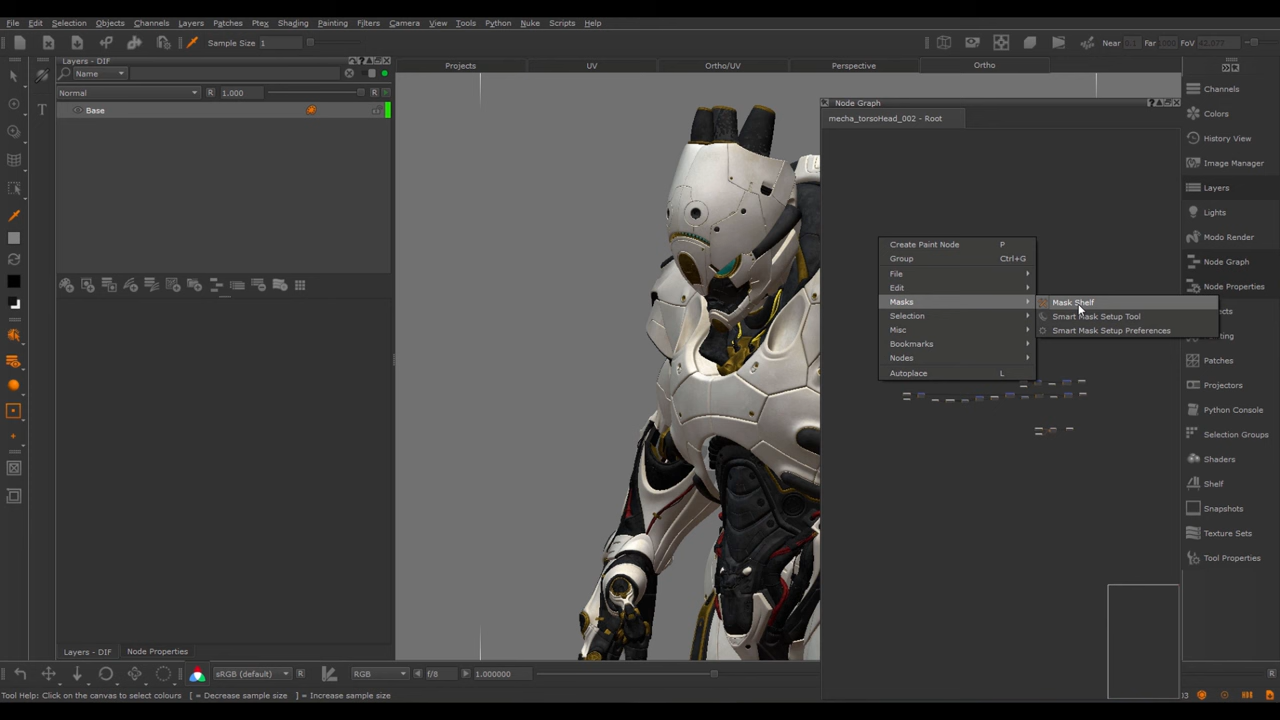 File Edit Selection Objects Channels Layers Patches Ptex Shading Painting Filters Camera View Tools Python Nuke Scripts Help
Sample Size 1
Near 0.1 Far 1000 FoV 42.077
Layers - DIF
Name
Normal R 1.000 R
Base
Layers - DIF Node Properties
Projects UV Ortho/UV Perspective Ortho
Node Graph
mecha_torsoHead_002 - Root
Create Paint Node P
Group Ctrl+G
File
Edit
Masks
Selection
Misc
Bookmarks
Nodes
Autoplace L
Mask Shelf
Smart Mask Setup Tool
Smart Mask Setup Preferences
Channels
Colors
History View
Image Manager
Layers
Lights
Modo Render
Node Graph
Node Properties
Patches
Projectors
Python Console
Selection Groups
Shaders
Shelf
Snapshots
Texture Sets
Tool Properties
sRGB (default) R RGB f/8 1.000000 R
Tool Help: Click on the canvas to select colours [ = Decrease sample size ] = Increase sample size